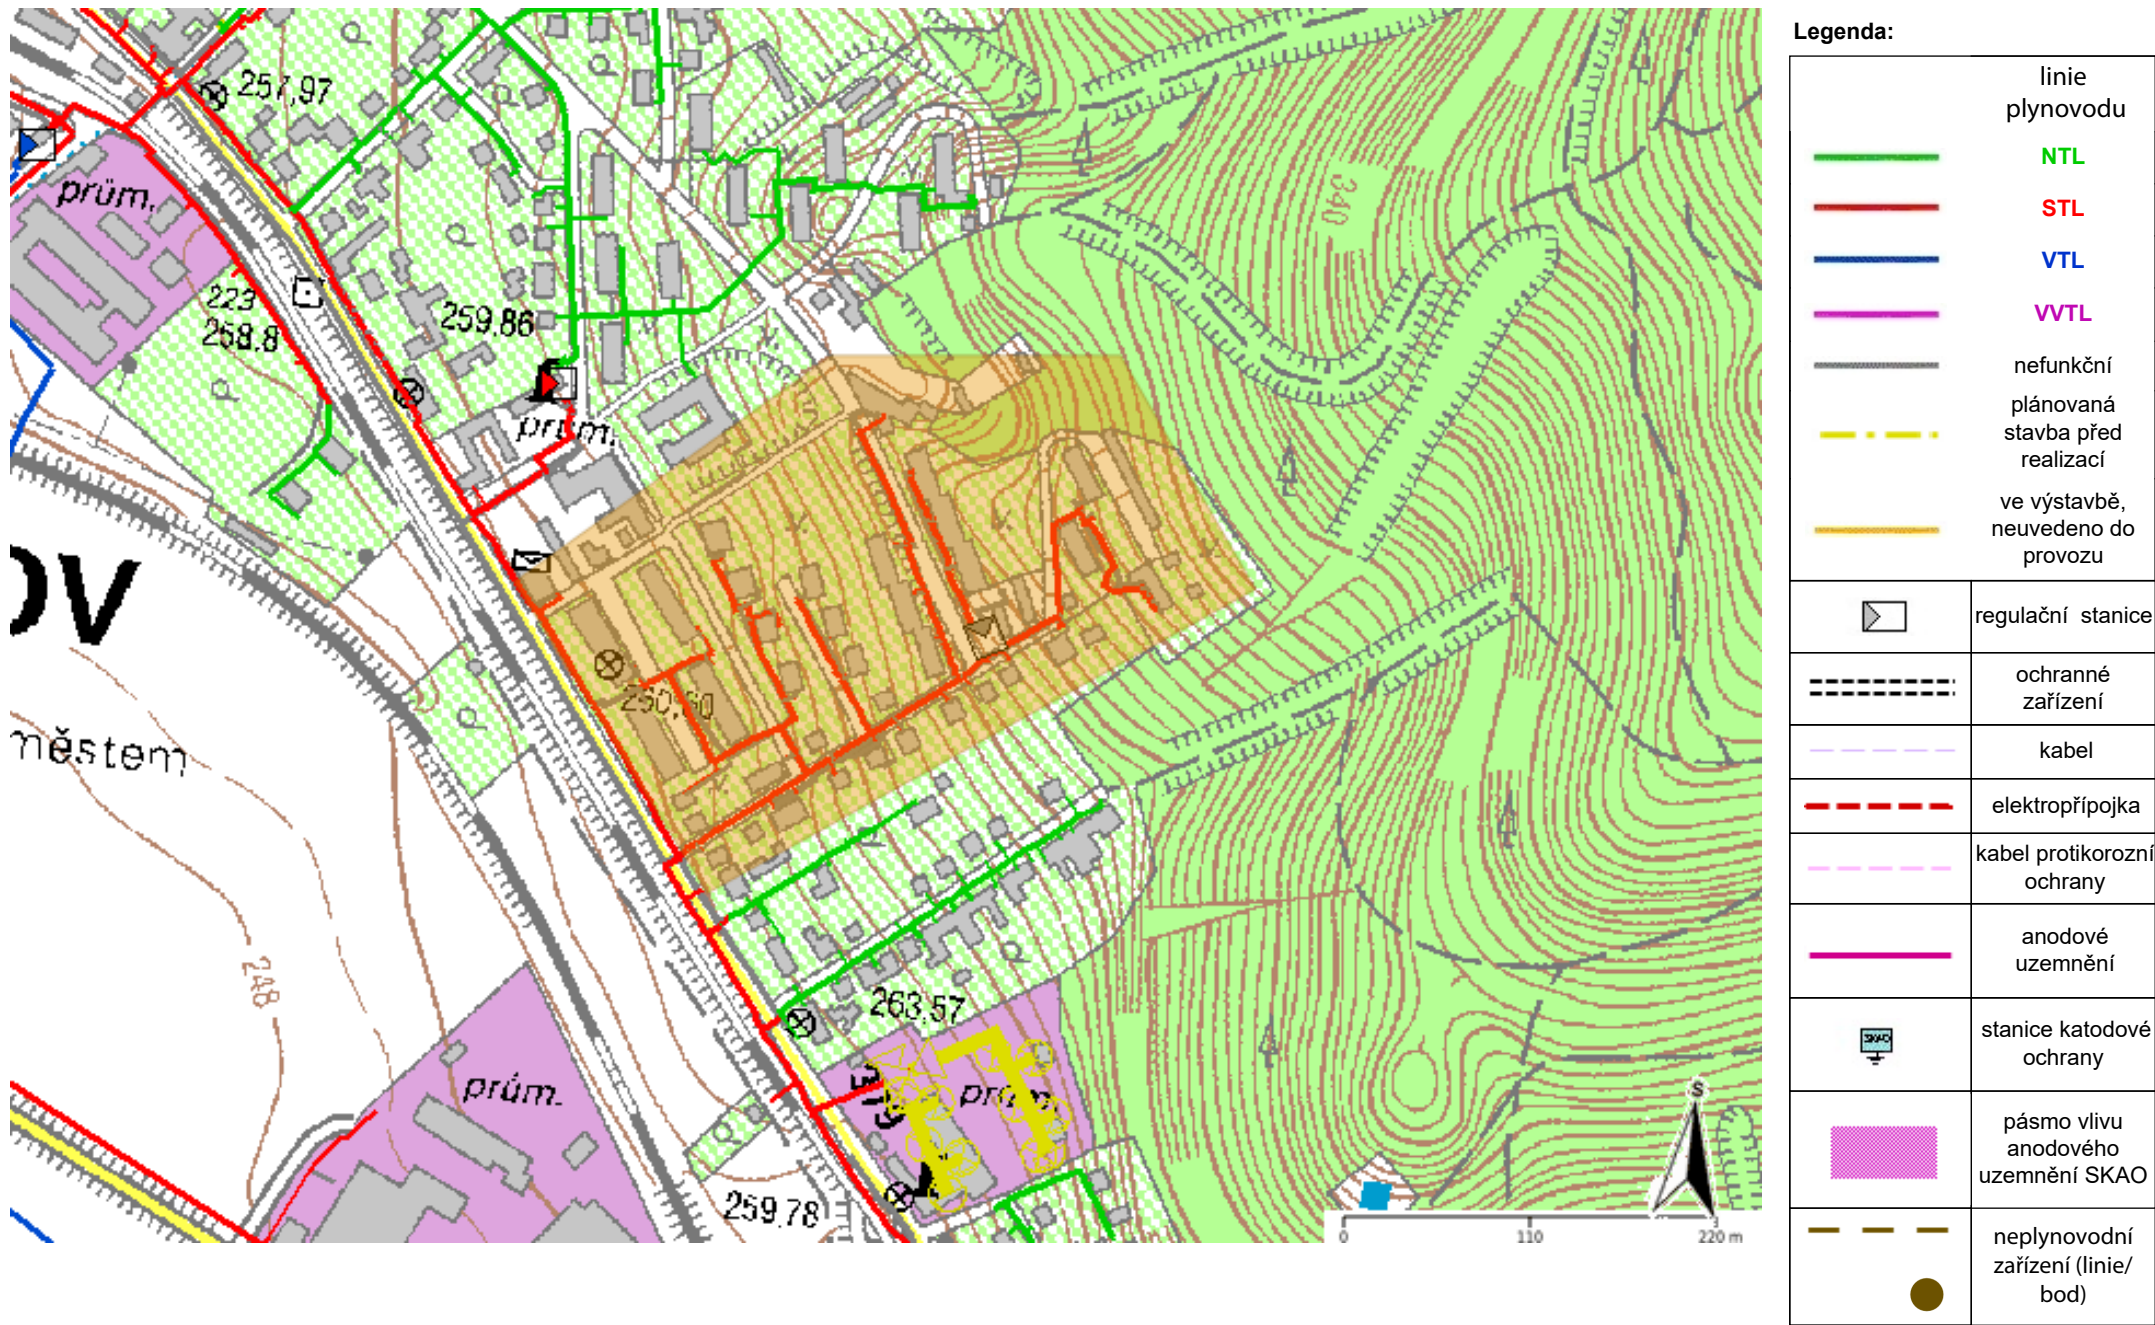 257,97
prům.
223
258.8
259.86
prům.
340
OV
městem
260,60
248
263,57
prům.
prům.
259.78
S
0 110 220 m
Legenda:
linie
plynovodu
NTL
STL
VTL
VVTL
nefunkční
plánovaná
stavba před
realizací
ve výstavbě,
neuvedeno do
provozu
regulační stanice
ochranné
zařízení
kabel
elektropřípojka
kabel protikorozní
ochrany
anodové
uzemnění
SKAO
stanice katodové
ochrany
pásmo vlivu
anodového
uzemnění SKAO
neplynovodní
zařízení (linie/
bod)